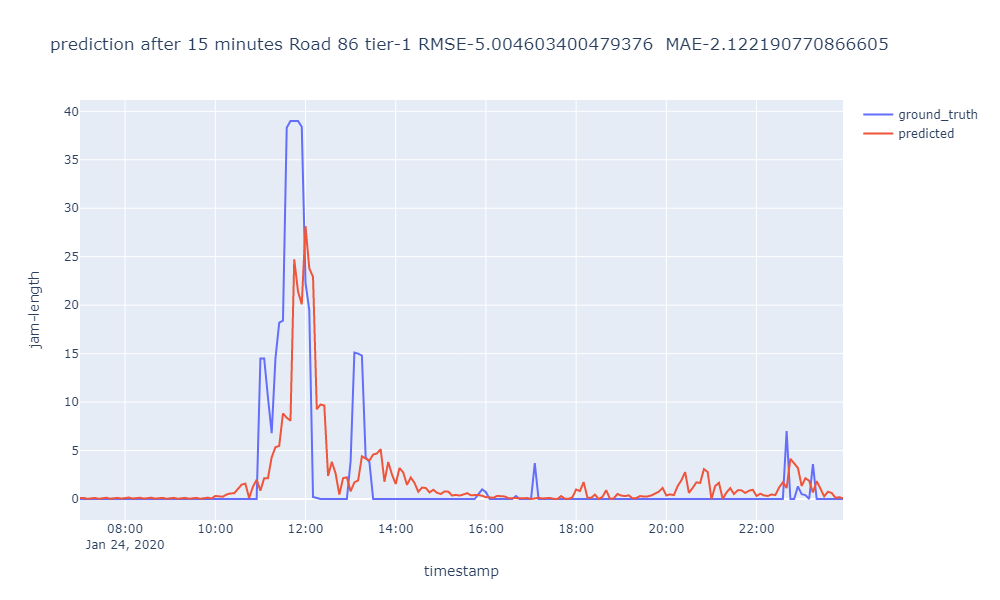 prediction after 15 minutes Road 86 tier-1 RMSE-5.004603400479376 MAE-2.122190770866605
ground_truth
predicted
40
35
30
25
20
15
10
5
0
jam-length
08:00 10:00 12:00 14:00 16:00 18:00 20:00 22:00
Jan 24, 2020
timestamp